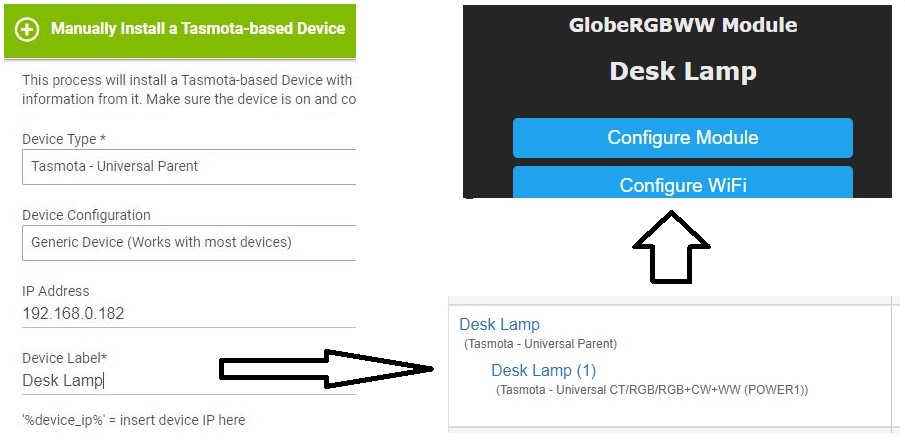 Manually Install a Tasmota-based Device
This process will install a Tasmota-based Device with
information from it. Make sure the device is on and co
Device Type *
Tasmota - Universal Parent
Device Configuration
Generic Device (Works with most devices)
IP Address
192.168.0.182
Device Label*
Desk Lamp
'%device_ip%' = insert device IP here
Desk Lamp
(Tasmota - Universal Parent)
Desk Lamp (1)
(Tasmota - Universal CT/RGB/RGB+CW+WW (POWER1))
GlobeRGBWW Module
Desk Lamp
Configure Module
Configure WiFi